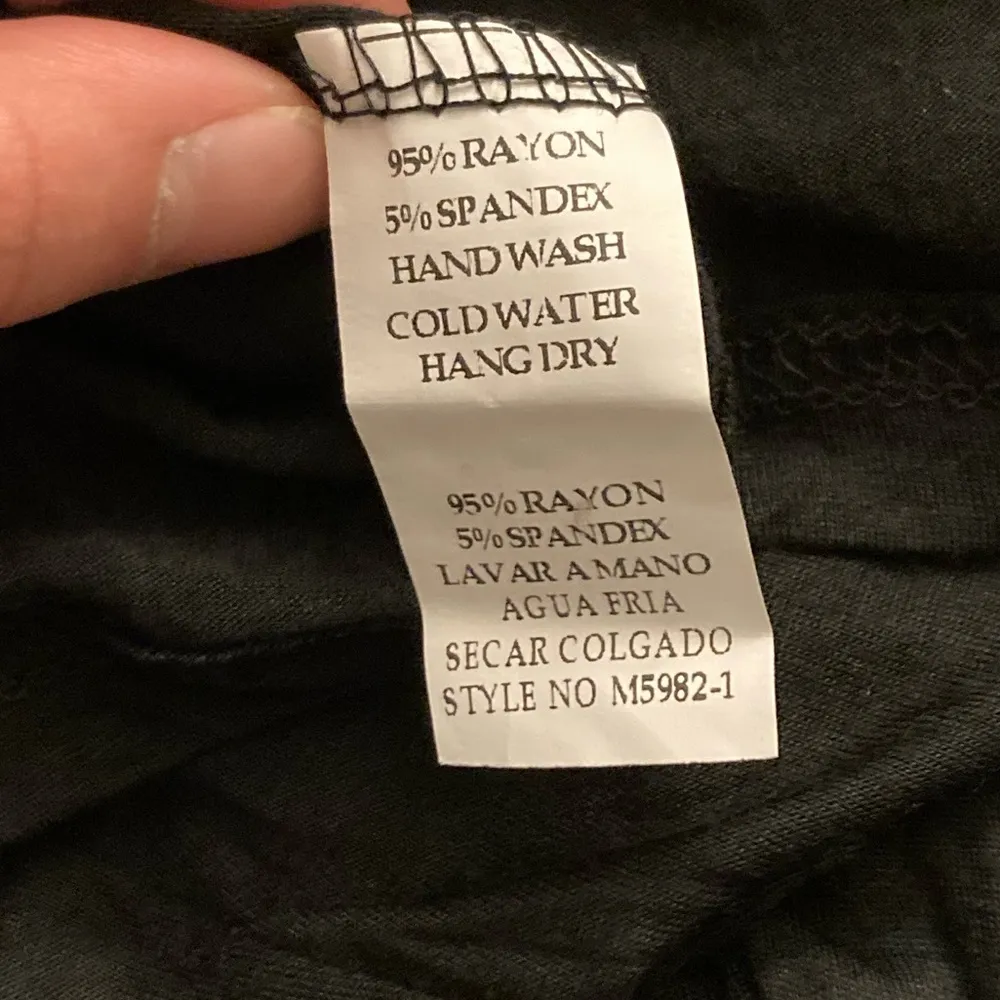 95% RAYON
5% SPANDEX
HAND WASH
COLD WATER
HANG DRY
95% RAYON
5% SPANDEX
LAVAR A MANO
AGUA FRIA
SECAR COLGADO
STYLE NO M5982-1